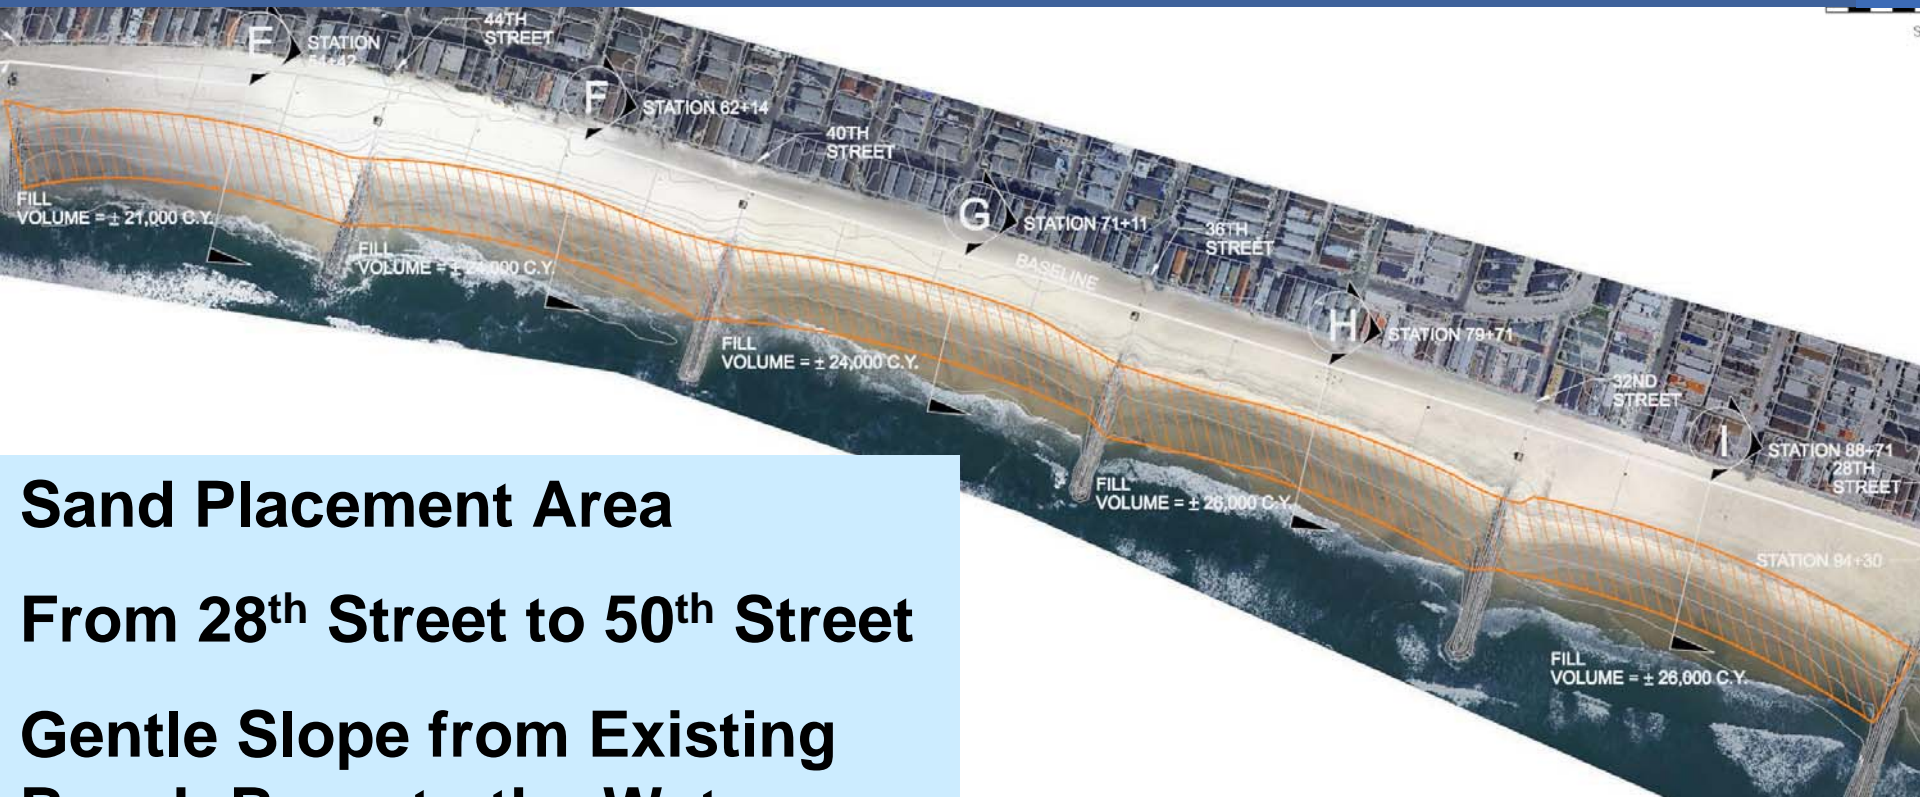 E
STATION
54+42
44TH
STREET
F
STATION 62+14
40TH
STREET
G
STATION 71+11
36TH
STREET
BASELINE
H
STATION 79+71
32ND
STREET
I
STATION 88+71
28TH
STREET
STATION 94+30
FILL
VOLUME = ± 21,000 C.Y.
FILL
VOLUME = ± 24,000 C.Y.
FILL
VOLUME = ± 24,000 C.Y.
FILL
VOLUME = ± 26,000 C.Y.
FILL
VOLUME = ± 26,000 C.Y.
Sand Placement Area
From 28th Street to 50th Street
Gentle Slope from Existing